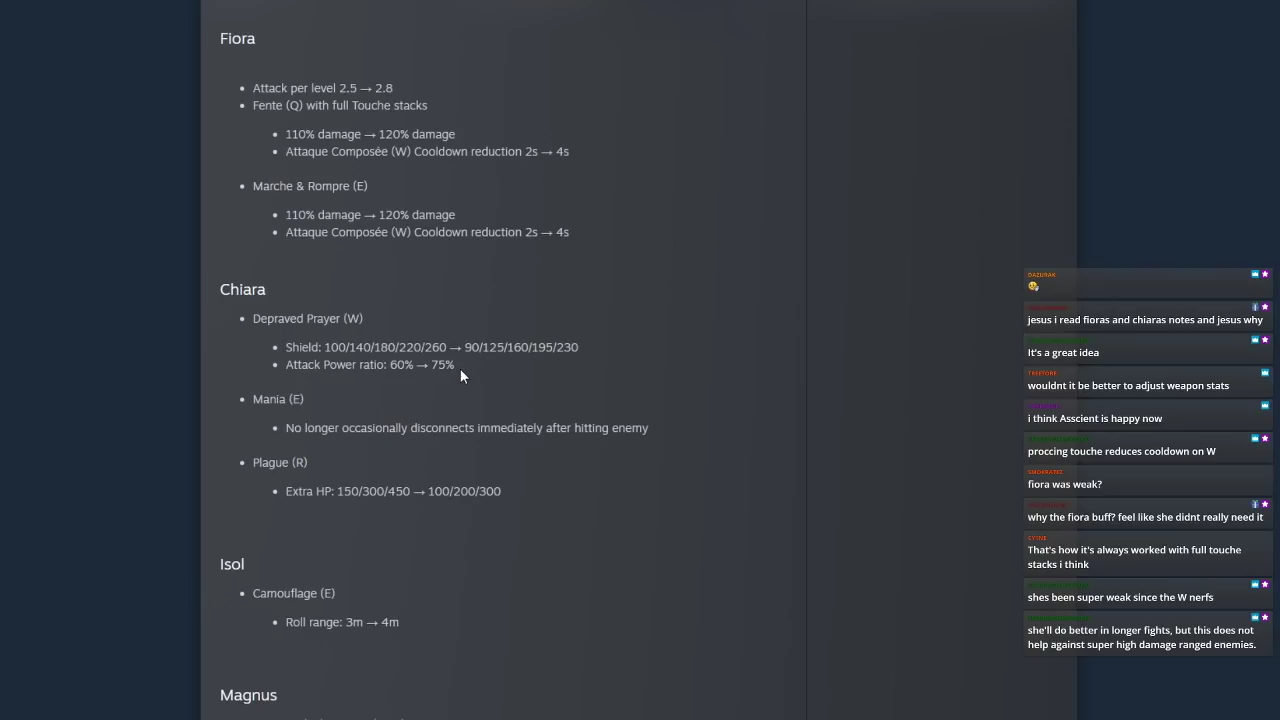 Fiora
Attack per level 2.5 → 2.8
Fente (Q) with full Touche stacks
110% damage → 120% damage
Attaque Composée (W) Cooldown reduction 2s → 4s
Marche & Rompre (E)
110% damage → 120% damage
Attaque Composée (W) Cooldown reduction 2s → 4s
Chiara
Depraved Prayer (W)
Shield: 100/140/180/220/260 → 90/125/160/195/230
Attack Power ratio: 60% → 75%
Mania (E)
No longer occasionally disconnects immediately after hitting enemy
Plague (R)
Extra HP: 150/300/450 → 100/200/300
Isol
Camouflage (E)
Roll range: 3m → 4m
Magnus
DAZURAK
jesus i read fioras and chiaras notes and jesus why
It's a great idea
TREETOBE
wouldnt it be better to adjust weapon stats
i think Asscient is happy now
proccing touche reduces cooldown on W
SMOKRATEZ
fiora was weak?
why the fiora buff? feel like she didnt really need it
CY1NE
That's how it's always worked with full touche
stacks i think
shes been super weak since the W nerfs
she'll do better in longer fights, but this does not
help against super high damage ranged enemies.